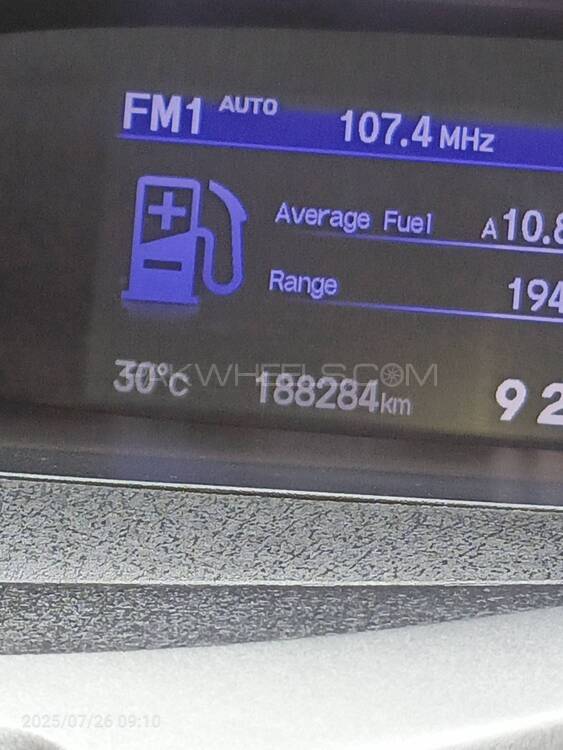 FM1 AUTO 107.4 MHz
Average Fuel A10.8
Range 194
30°C 188284km 92
PAKWHEELS.COM
2025/07/26 09:10